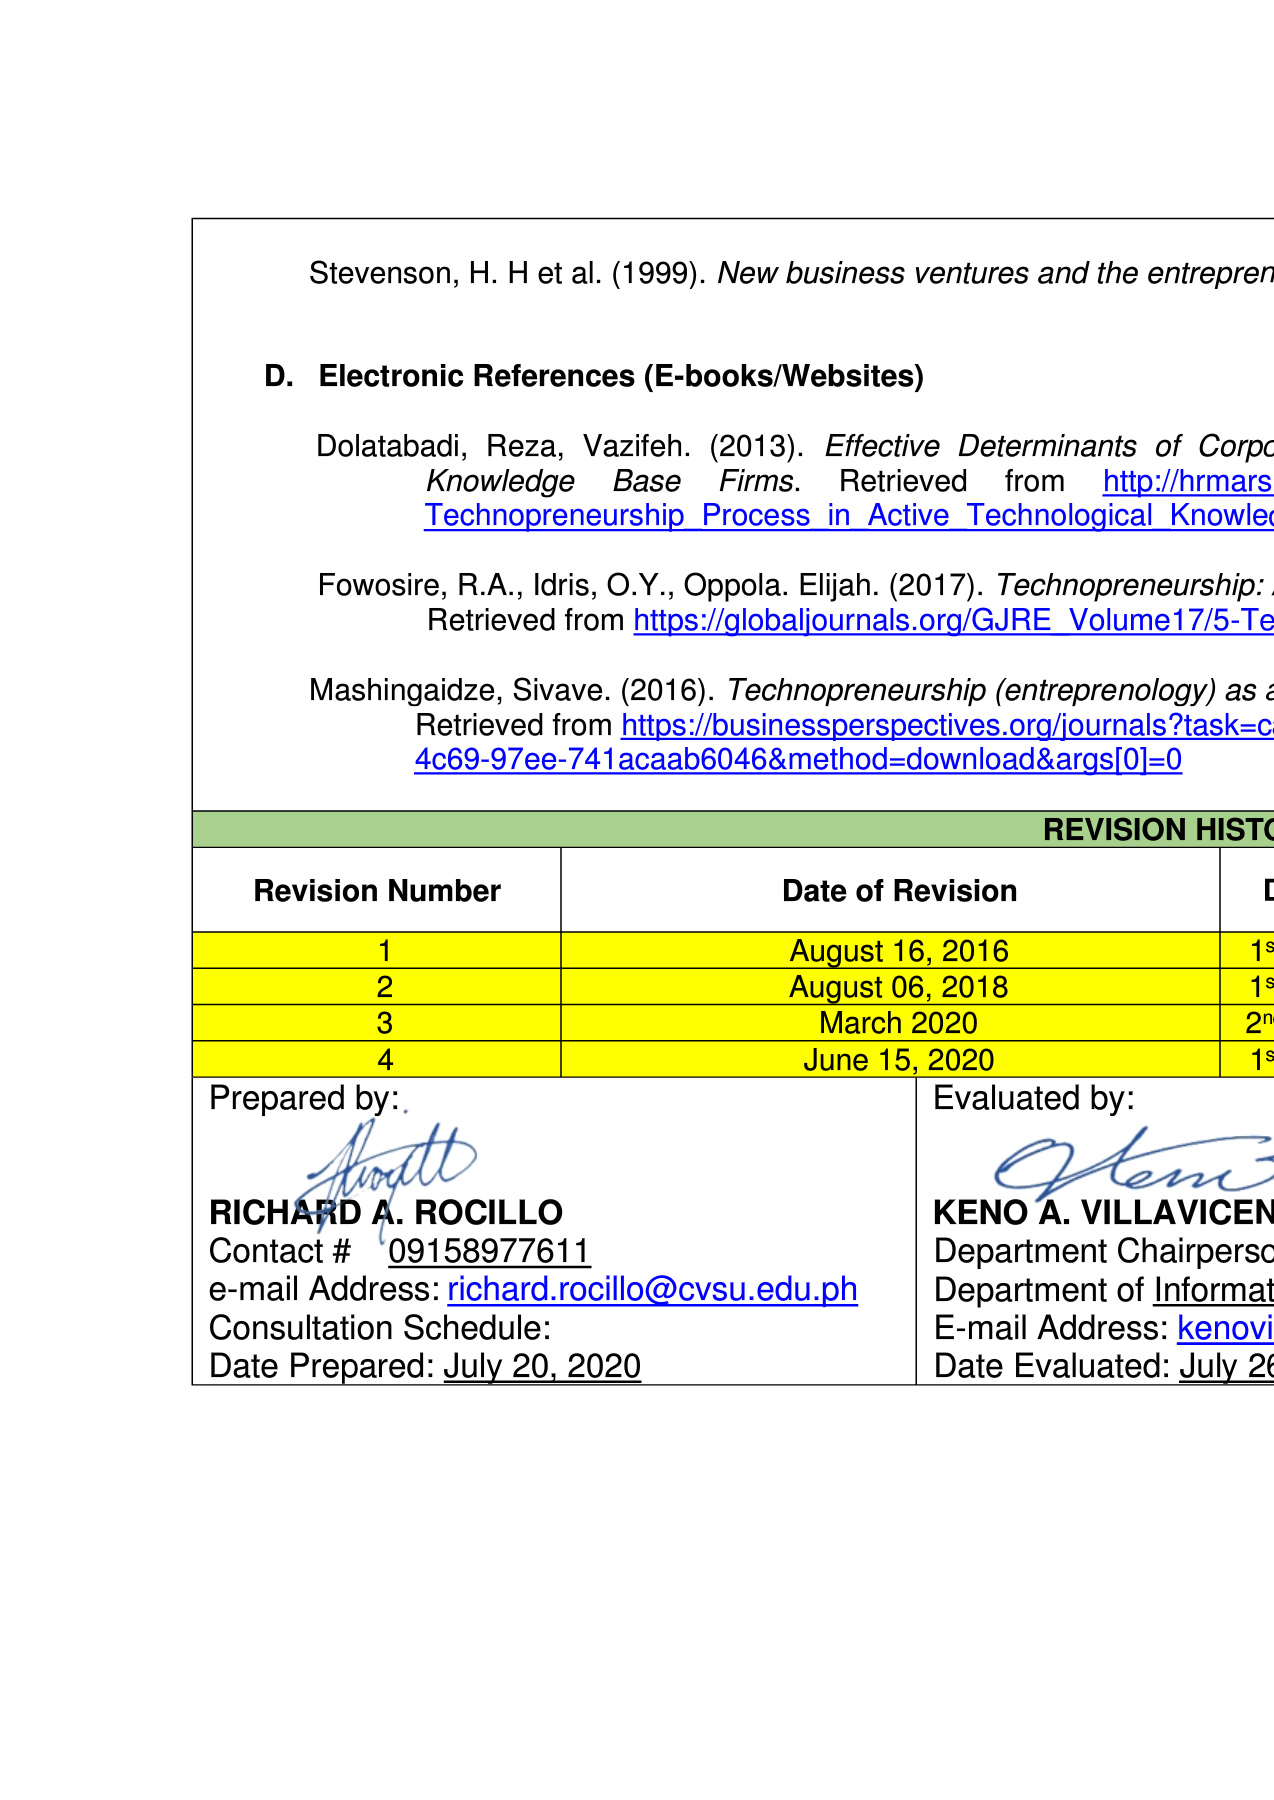 Stevenson, H. H et al. (1999). New business ventures and the entrepren
D. Electronic References (E-books/Websites)
Dolatabadi, Reza, Vazifeh. (2013). Effective Determinants of Corpo
Knowledge Base Firms. Retrieved from http://hrmars.
Technopreneurship_Process_in_Active_Technological_Knowled
Fowosire, R.A., Idris, O.Y., Oppola. Elijah. (2017). Technopreneurship:
Retrieved from https://globaljournals.org/GJRE_Volume17/5-Te
Mashingaidze, Sivave. (2016). Technopreneurship (entreprenology) as a
Retrieved from https://businessperspectives.org/journals?task=ca
4c69-97ee-741acaab6046&method=download&args[0]=0
REVISION HISTO
Revision Number Date of Revision D
1 August 16, 2016 1s
2 August 06, 2018 1s
3 March 2020 2n
4 June 15, 2020 1s
Prepared by: Evaluated by:
RICHARD A. ROCILLO KENO A. VILLAVICEN
Contact # 09158977611 Department Chairperso
e-mail Address: richard.rocillo@cvsu.edu.ph Department of Informat
Consultation Schedule: E-mail Address: kenovi
Date Prepared: July 20, 2020 Date Evaluated: July 26